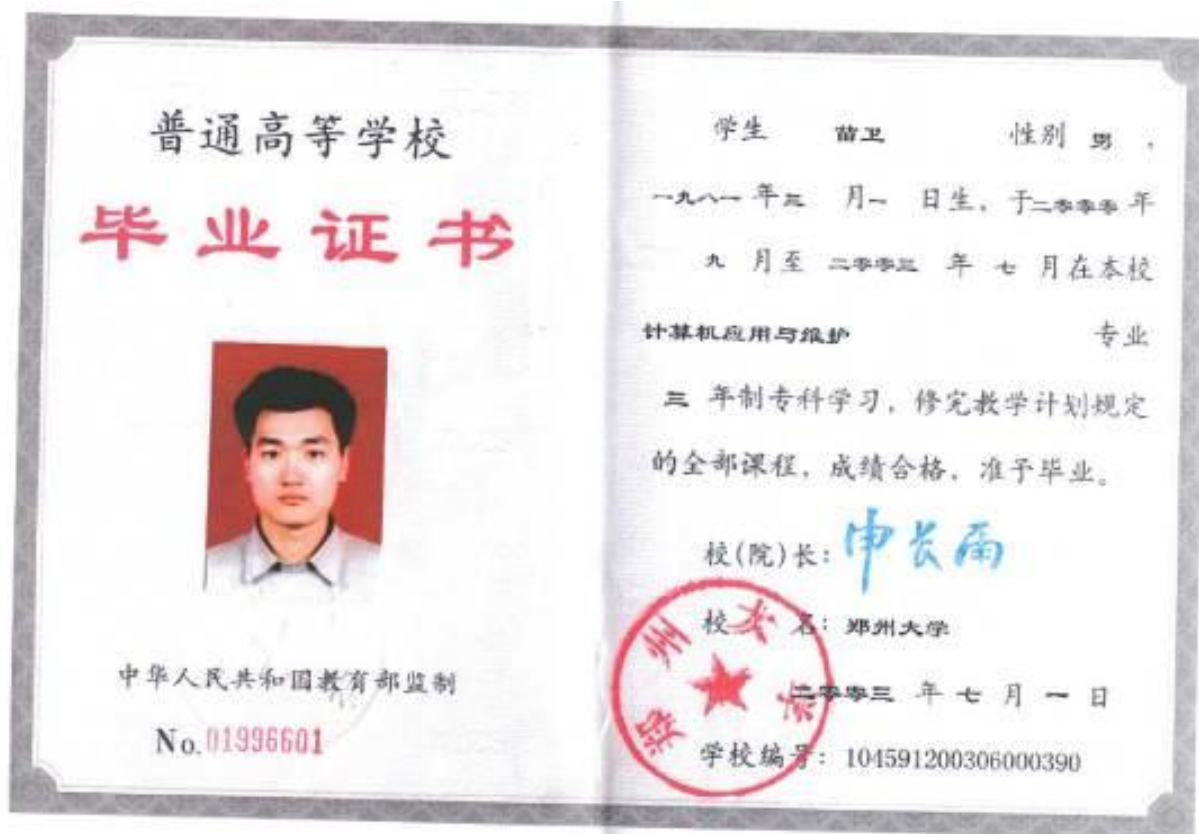 普通高等学校
毕业证书
中华人民共和国教育部监制
No.01996601
学生 苗卫 性别 男，
一九八一年三月一日生，于二零零零年
九月至二零零三年七月在本校
计算机应用与维护 专业
三年制专科学习，修完教学计划规定
的全部课程，成绩合格，准予毕业。
校(院)长：申长雨
校名：郑州大学
二零零三年七月一日
学校编号：104591200306000390
郑州大学